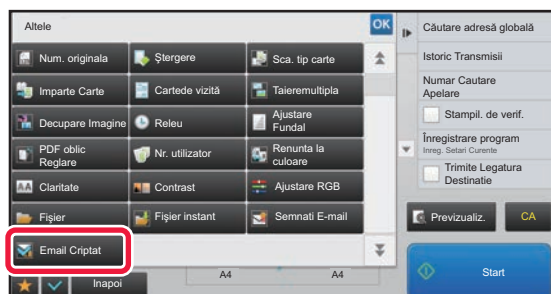 Altele
OK
Num. originala
Ștergere
Sca. tip carte
Imparte Carte
Cartede vizită
Taieremultipla
Decupare Imagine
Releu
Ajustare
Fundal
PDF oblic
Reglare
Nr. utilizator
Renunta la
culoare
AA
Claritate
Contrast
Ajustare RGB
Fişier
Fişier instant
Semnati E-mail
Email Criptat
Inapoi
A4
A4
Căutare adresă globală
Istoric Transmisii
Numar Cautare
Apelare
Stampil. de verif.
Înregistrare program
Inreg. Setari Curente
Trimite Legatura
Destinatie
Previzualiz.
CA
Start